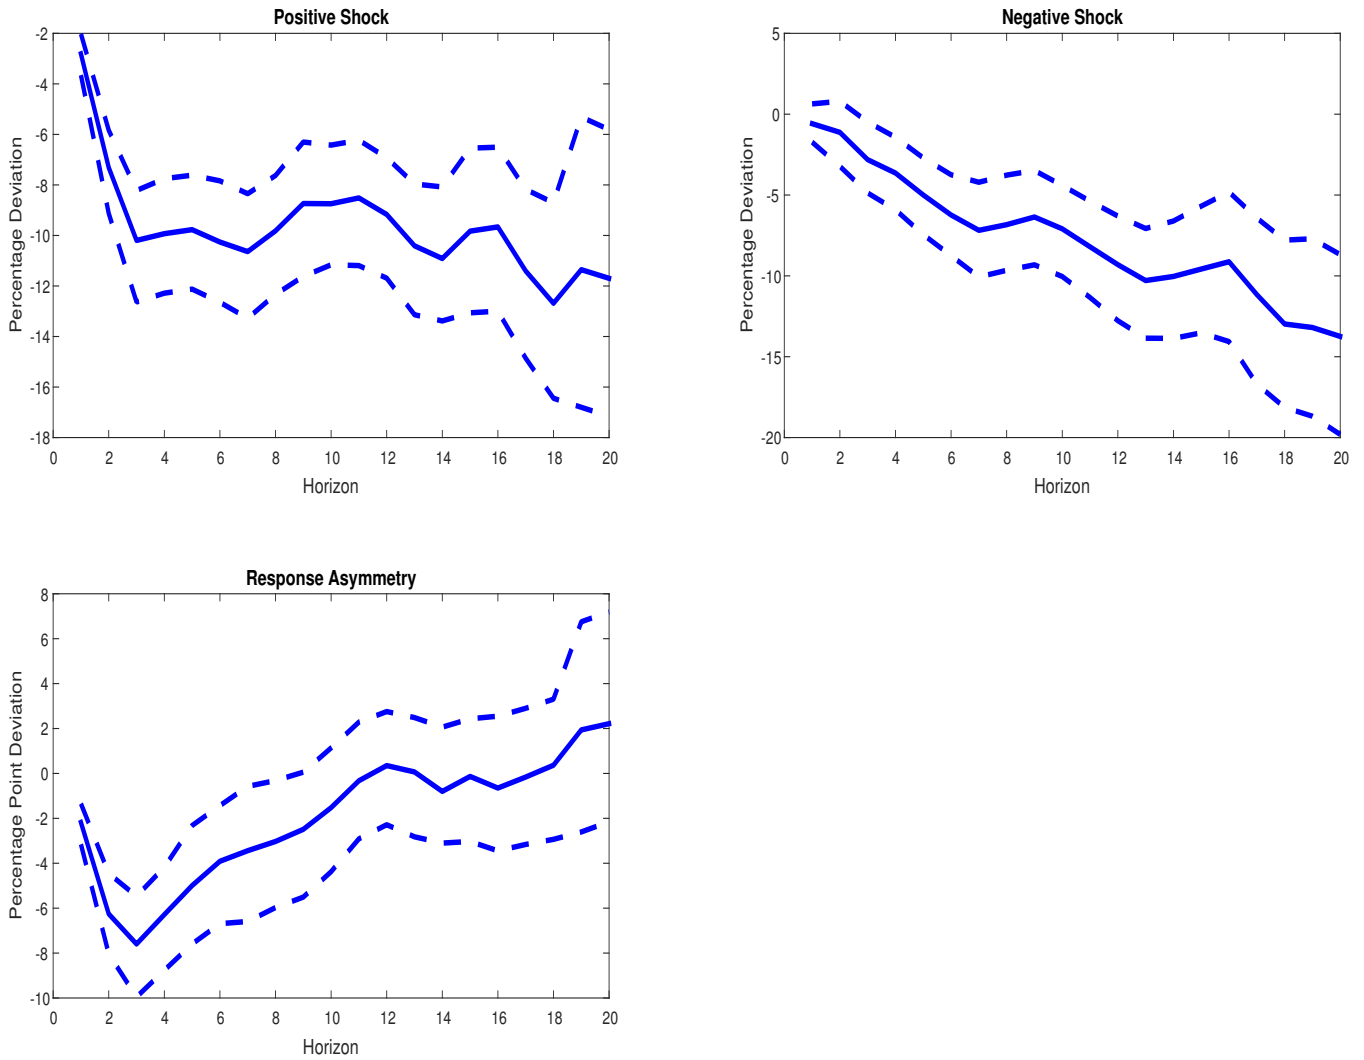 Positive Shock
Percentage Deviation
-2
-4
-6
-8
-10
-12
-14
-16
-18
0 2 4 6 8 10 12 14 16 18 20
Horizon
Negative Shock
Percentage Deviation
5
0
-5
-10
-15
-20
0 2 4 6 8 10 12 14 16 18 20
Horizon
Response Asymmetry
Percentage Point Deviation
8
6
4
2
0
-2
-4
-6
-8
-10
0 2 4 6 8 10 12 14 16 18 20
Horizon